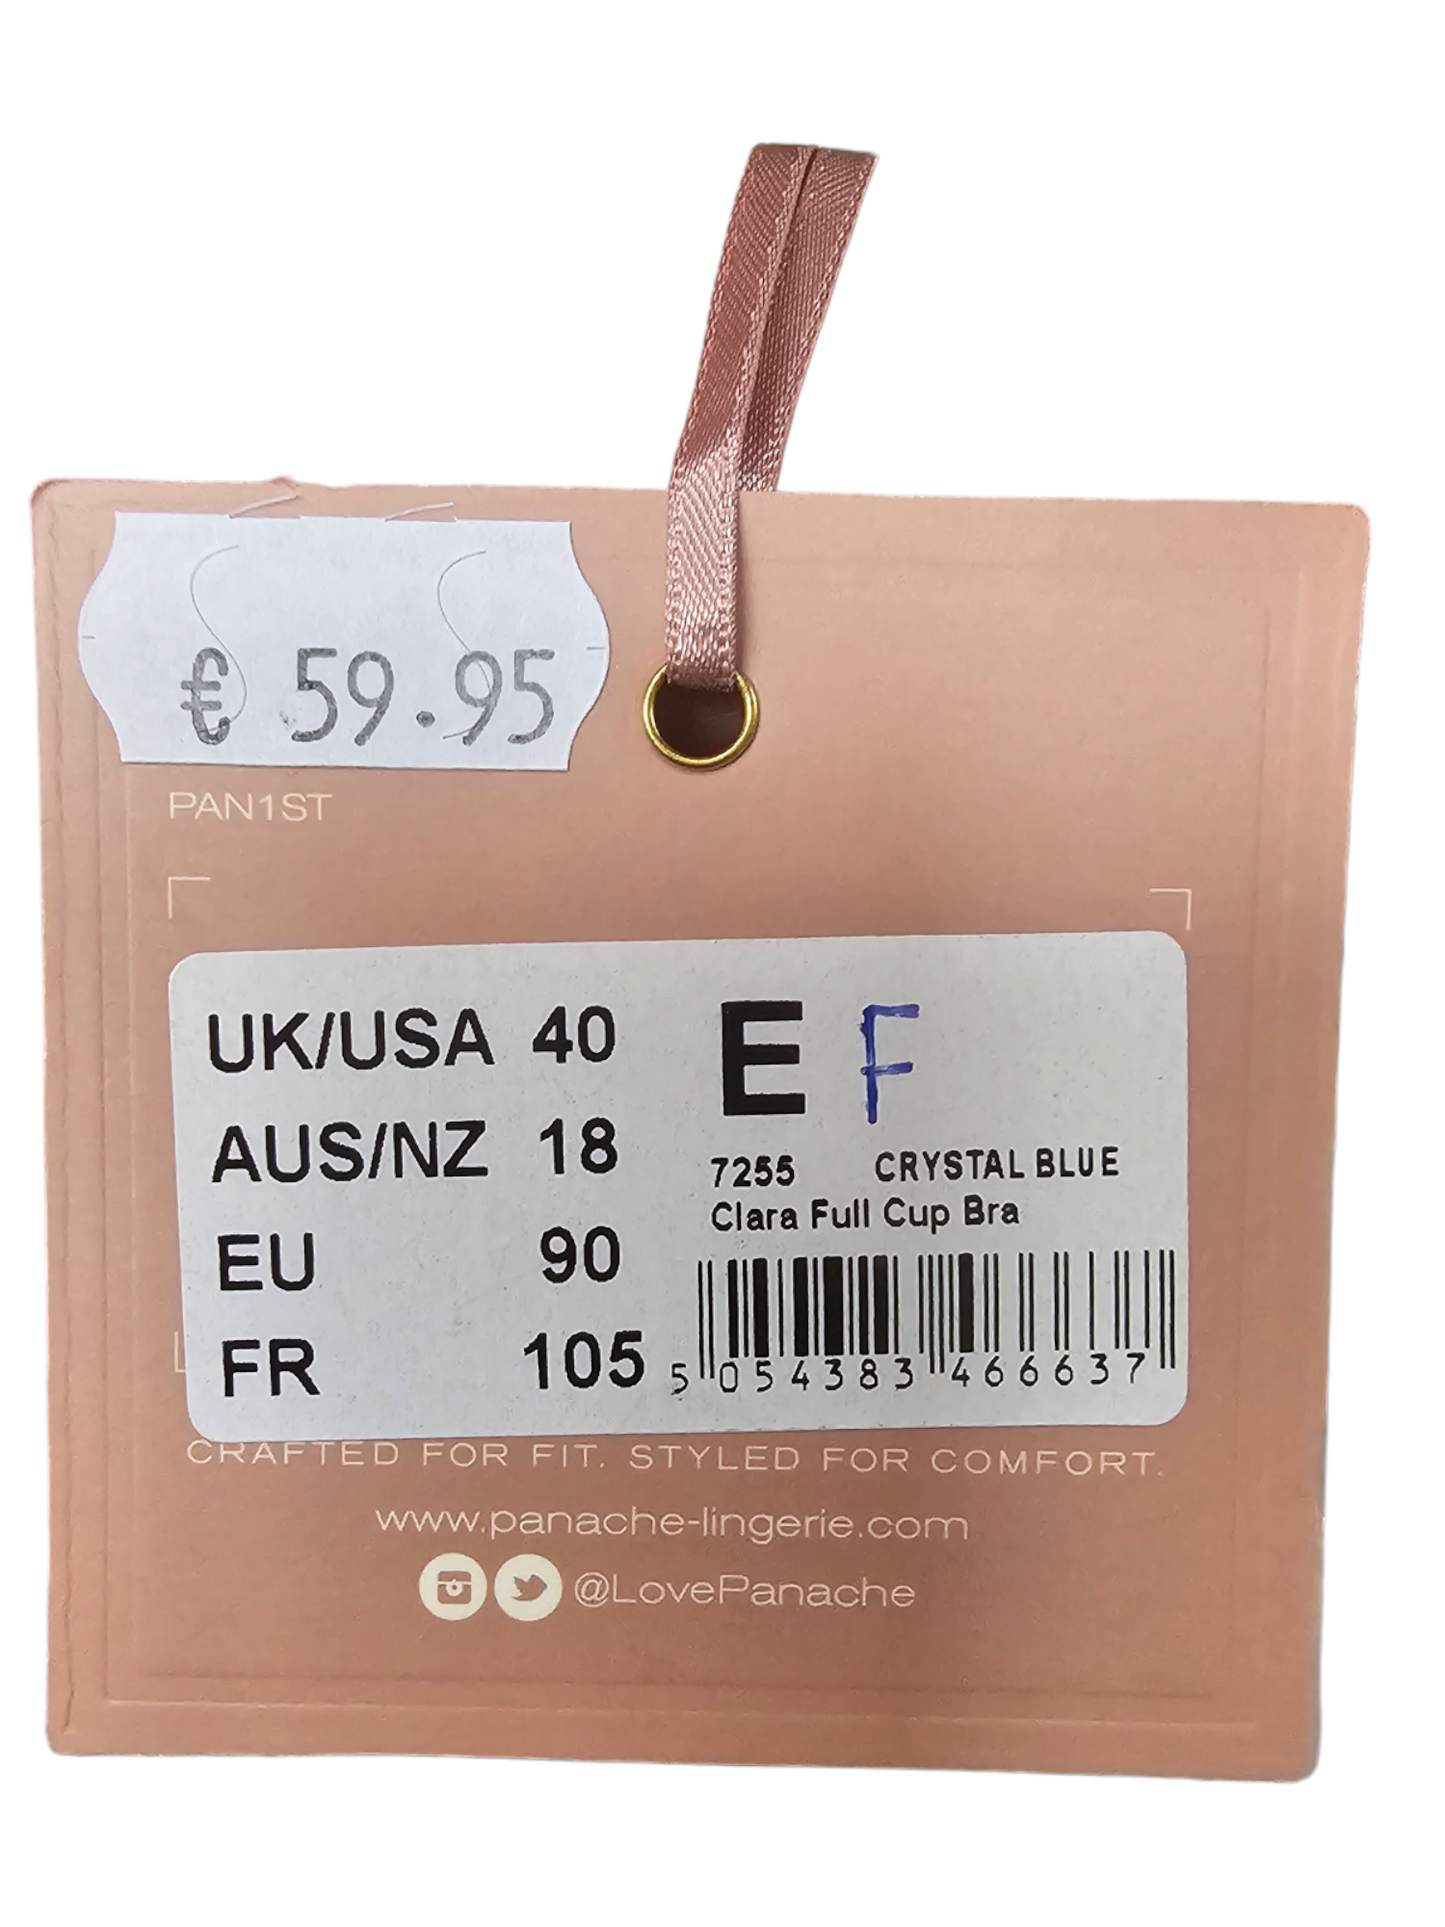 € 59.95
PAN1ST
UK/USA 40
AUS/NZ 18
EU 90
FR 105
E F
7255 CRYSTAL BLUE
Clara Full Cup Bra
5 054383 466637
CRAFTED FOR FIT. STYLED FOR COMFORT.
www.panache-lingerie.com
@LovePanache